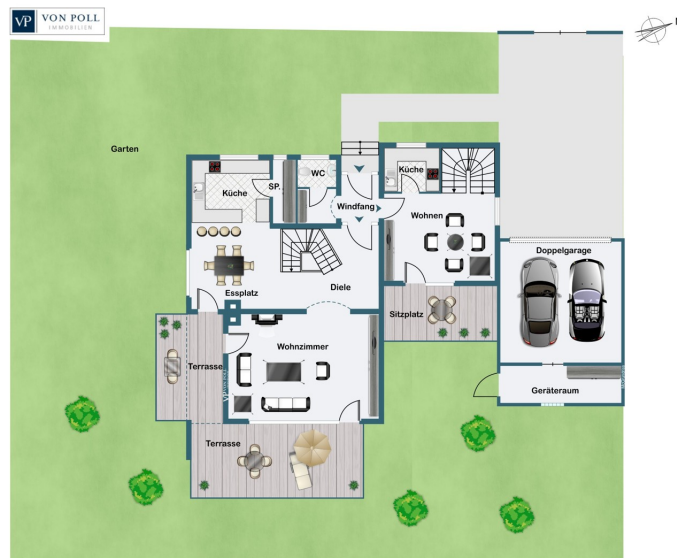 VP VON POLL
IMMOBILIEN
N
Garten
Küche
SP.
WC
Küche
Windfang
Wohnen
Doppelgarage
Diele
Essplatz
Sitzplatz
Wohnzimmer
Terrasse
Geräteraum
Terrasse